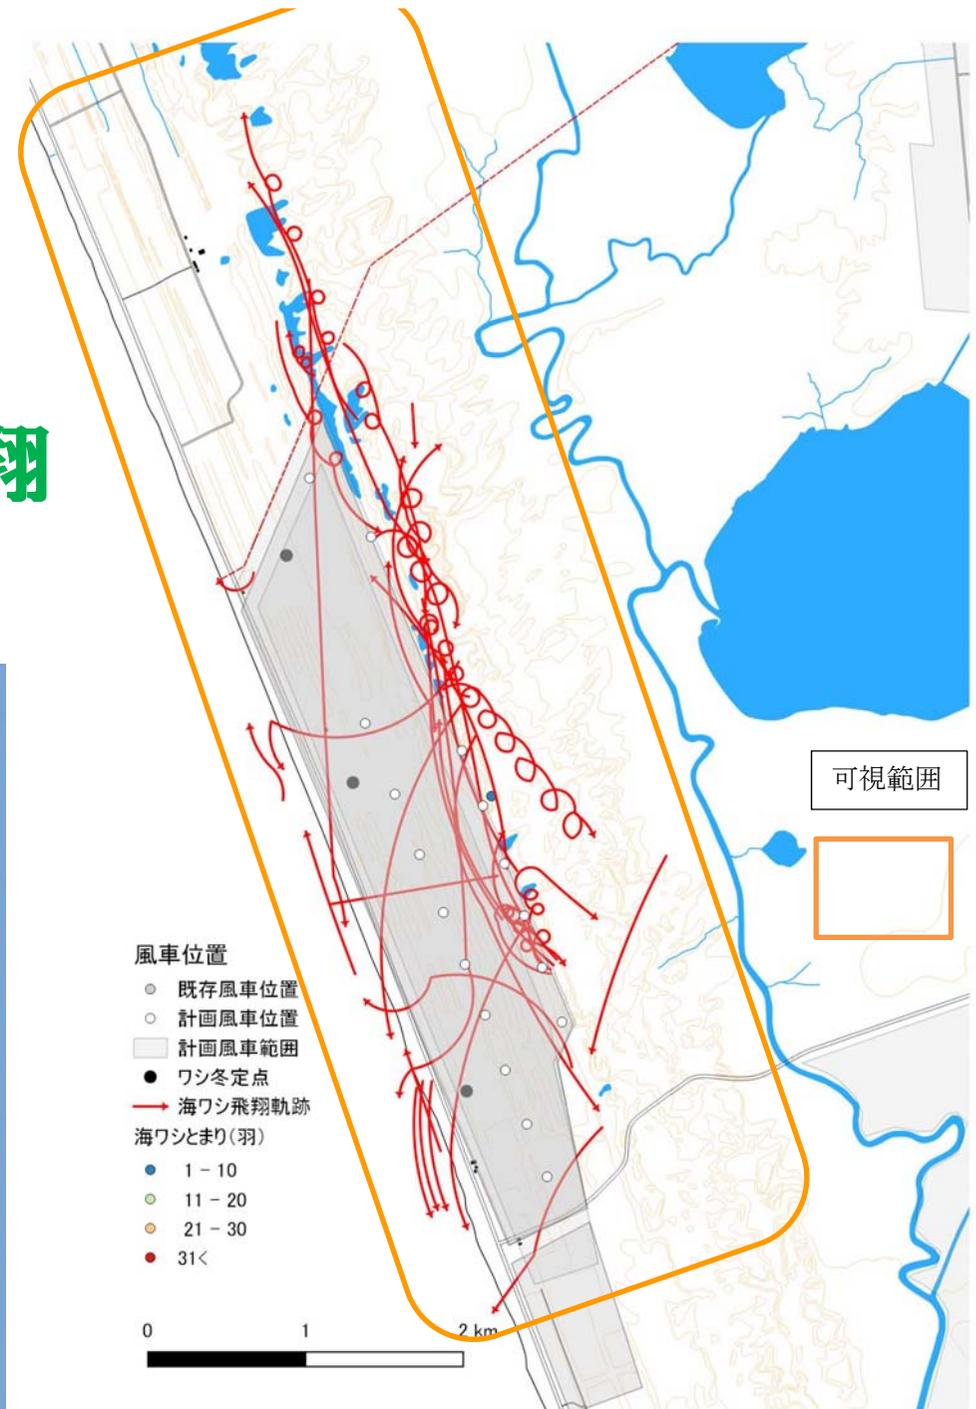 翔
可視範囲
風車位置
既存風車位置
計画風車位置
計画風車範囲
ワシ冬定点
海ワシ飛翔軌跡
海ワシとまり(羽)
1 - 10
11 - 20
21 - 30
31<
0 1 2 km